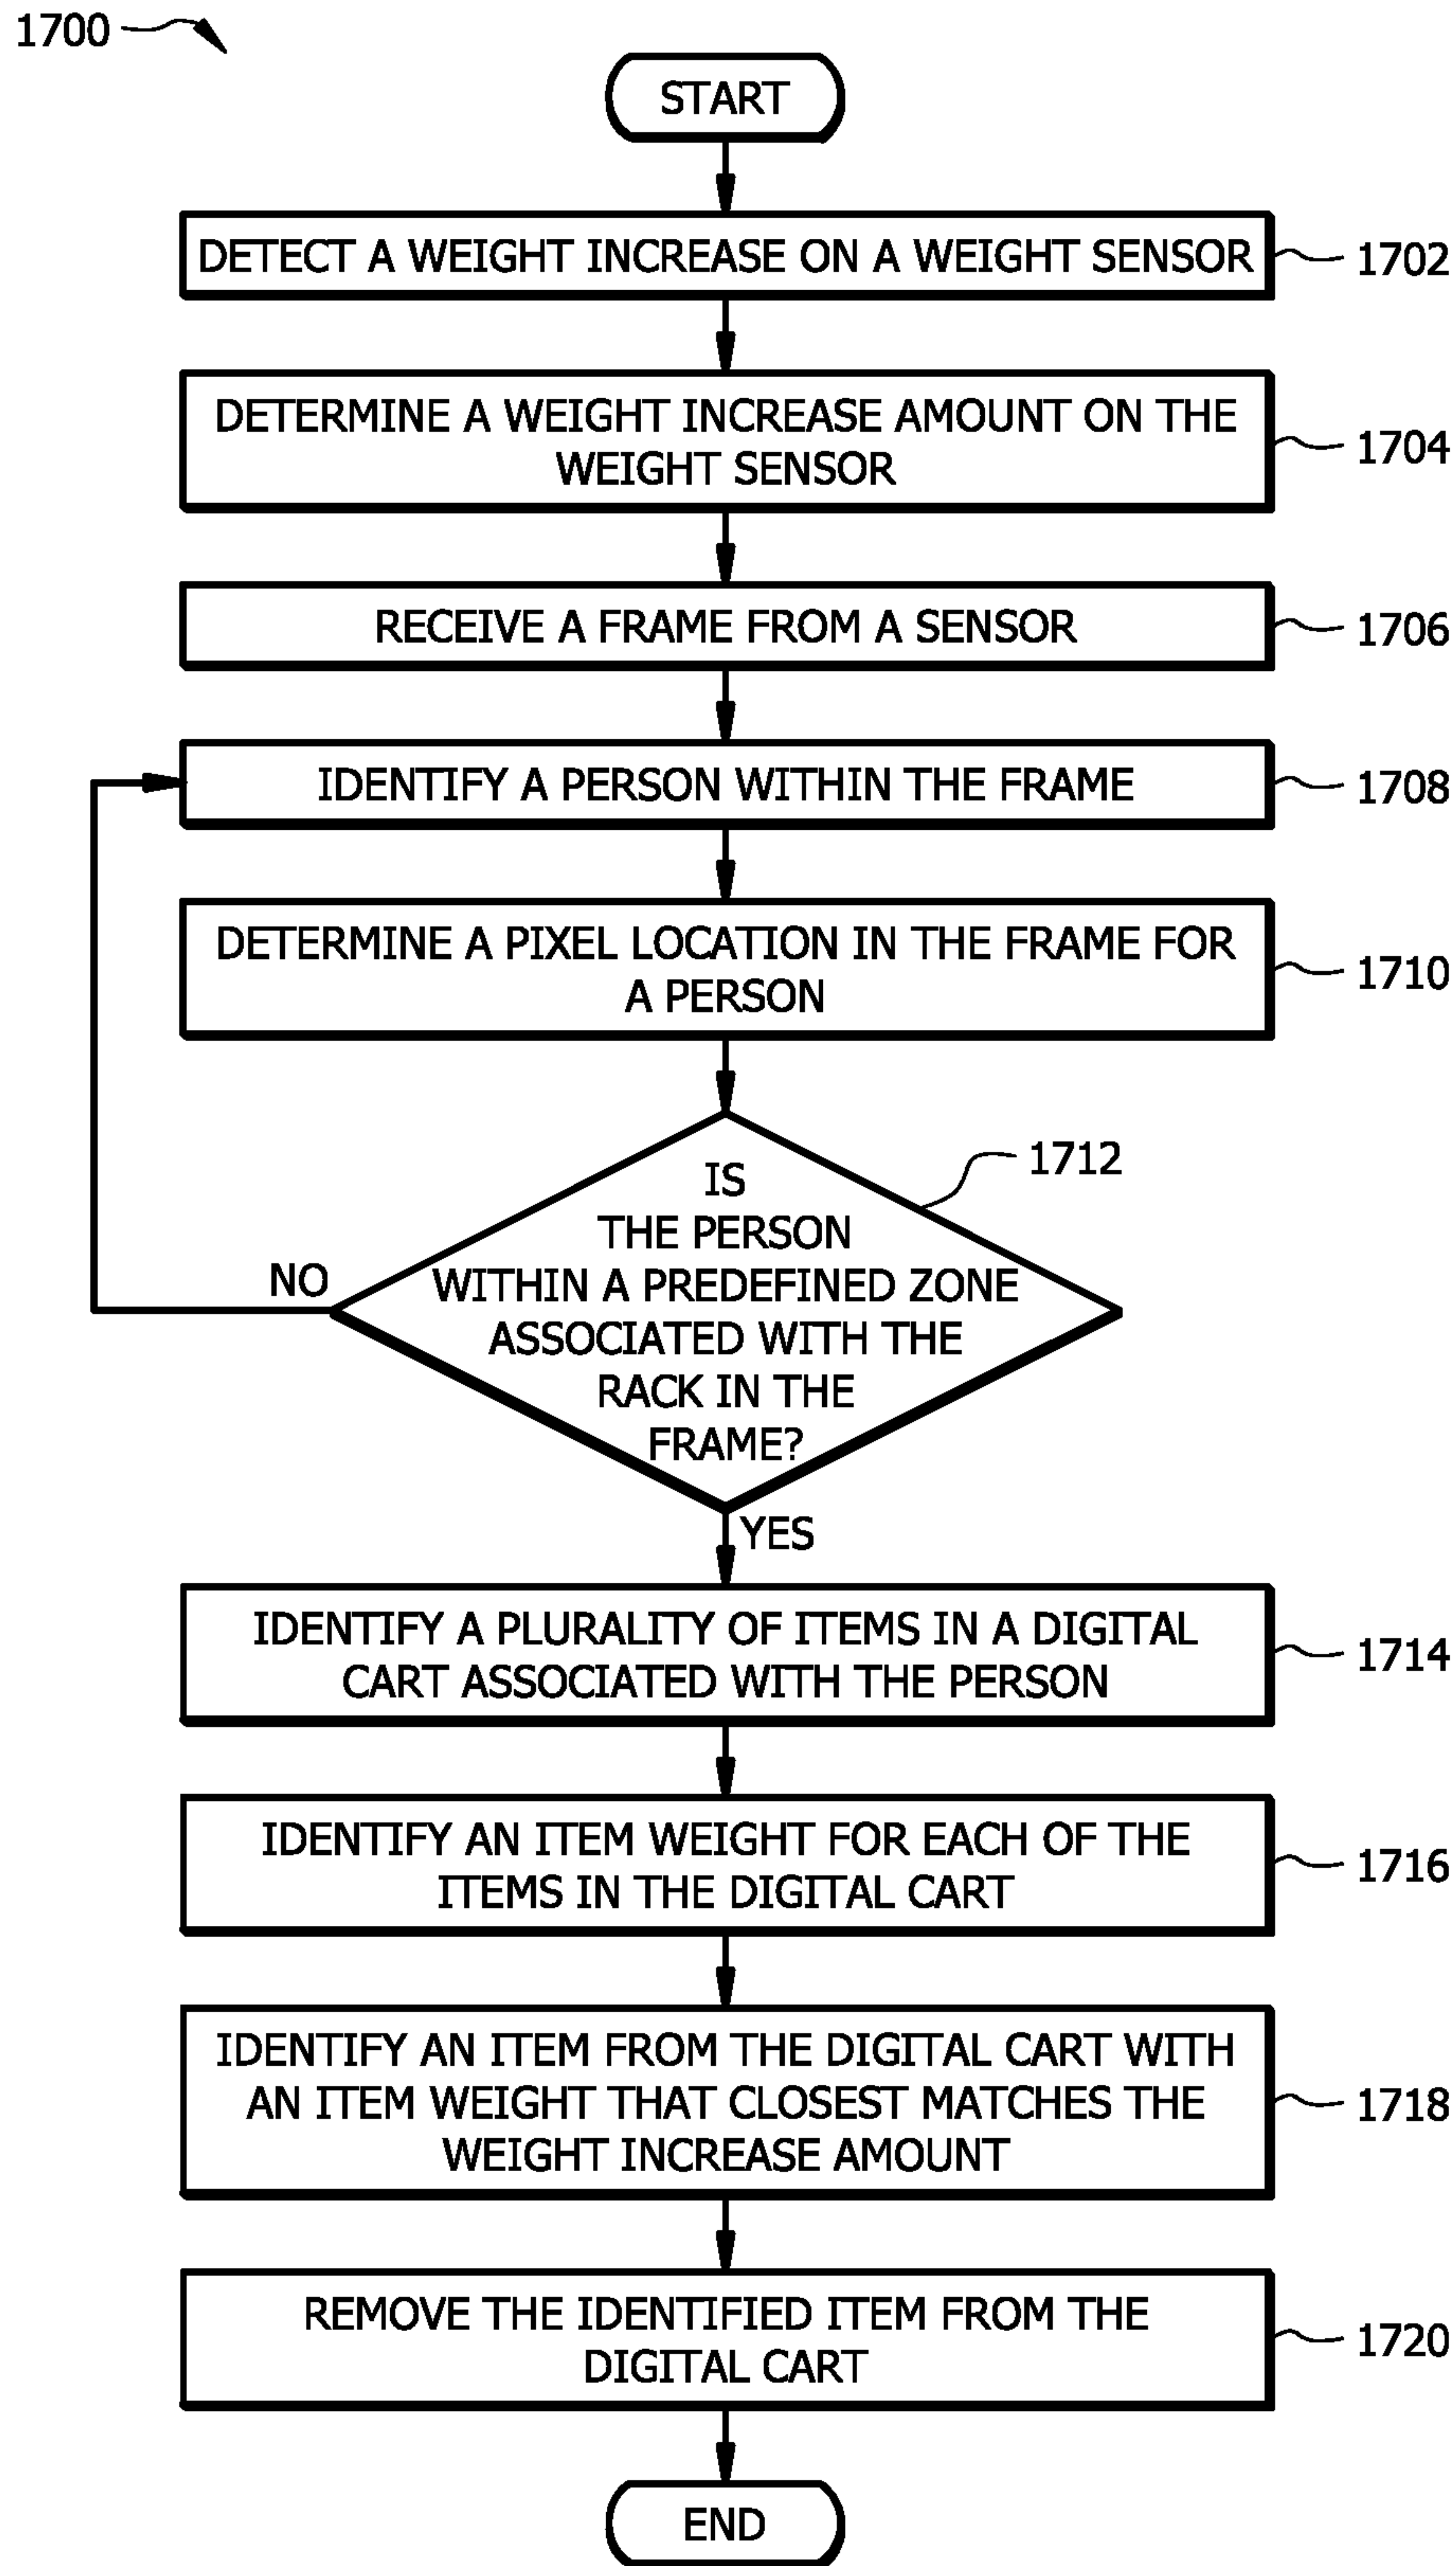 1700
START
DETECT A WEIGHT INCREASE ON A WEIGHT SENSOR
1702
DETERMINE A WEIGHT INCREASE AMOUNT ON THE
WEIGHT SENSOR
1704
RECEIVE A FRAME FROM A SENSOR
1706
IDENTIFY A PERSON WITHIN THE FRAME
1708
DETERMINE A PIXEL LOCATION IN THE FRAME FOR
A PERSON
1710
1712
IS
THE PERSON
WITHIN A PREDEFINED ZONE
ASSOCIATED WITH THE
RACK IN THE
FRAME?
NO
YES
IDENTIFY A PLURALITY OF ITEMS IN A DIGITAL
CART ASSOCIATED WITH THE PERSON
1714
IDENTIFY AN ITEM WEIGHT FOR EACH OF THE
ITEMS IN THE DIGITAL CART
1716
IDENTIFY AN ITEM FROM THE DIGITAL CART WITH
AN ITEM WEIGHT THAT CLOSEST MATCHES THE
WEIGHT INCREASE AMOUNT
1718
REMOVE THE IDENTIFIED ITEM FROM THE
DIGITAL CART
1720
END